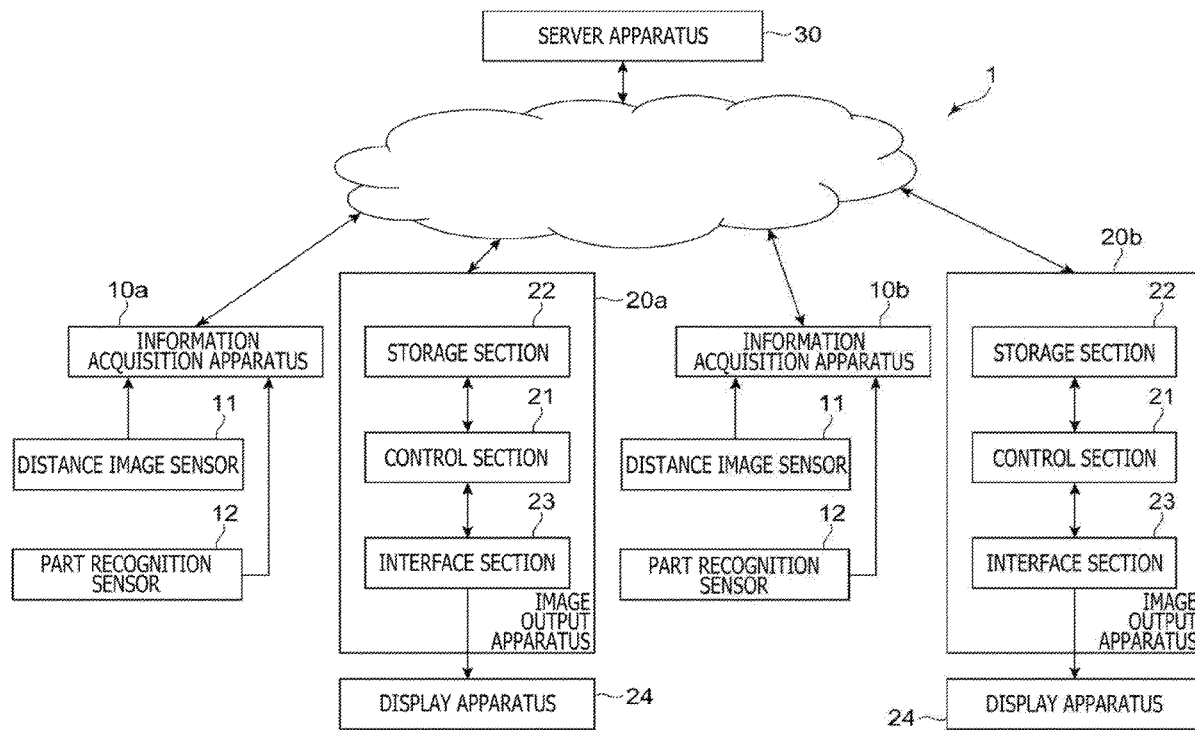 SERVER APPARATUS
30
1
10a
INFORMATION
ACQUISITION APPARATUS
11
DISTANCE IMAGE SENSOR
12
PART RECOGNITION
SENSOR
20a
22
STORAGE SECTION
21
CONTROL SECTION
23
INTERFACE SECTION
IMAGE
OUTPUT
APPARATUS
DISPLAY APPARATUS
24
10b
INFORMATION
ACQUISITION APPARATUS
11
DISTANCE IMAGE SENSOR
12
PART RECOGNITION
SENSOR
20b
22
STORAGE SECTION
21
CONTROL SECTION
23
INTERFACE SECTION
IMAGE
OUTPUT
APPARATUS
24
DISPLAY APPARATUS